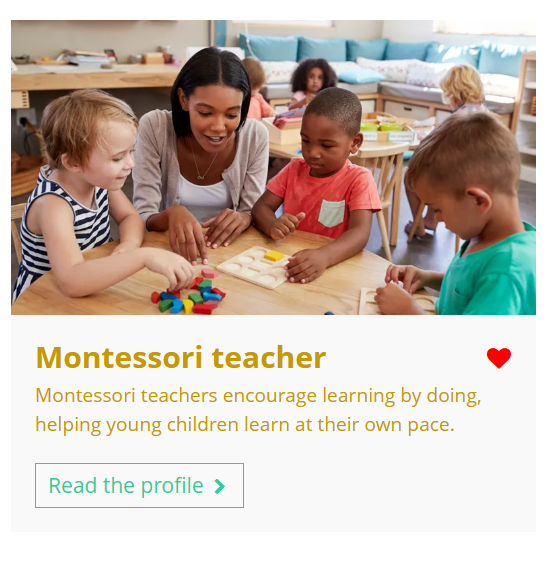 Montessori teacher
Montessori teachers encourage learning by doing,
helping young children learn at their own pace.
Read the profile